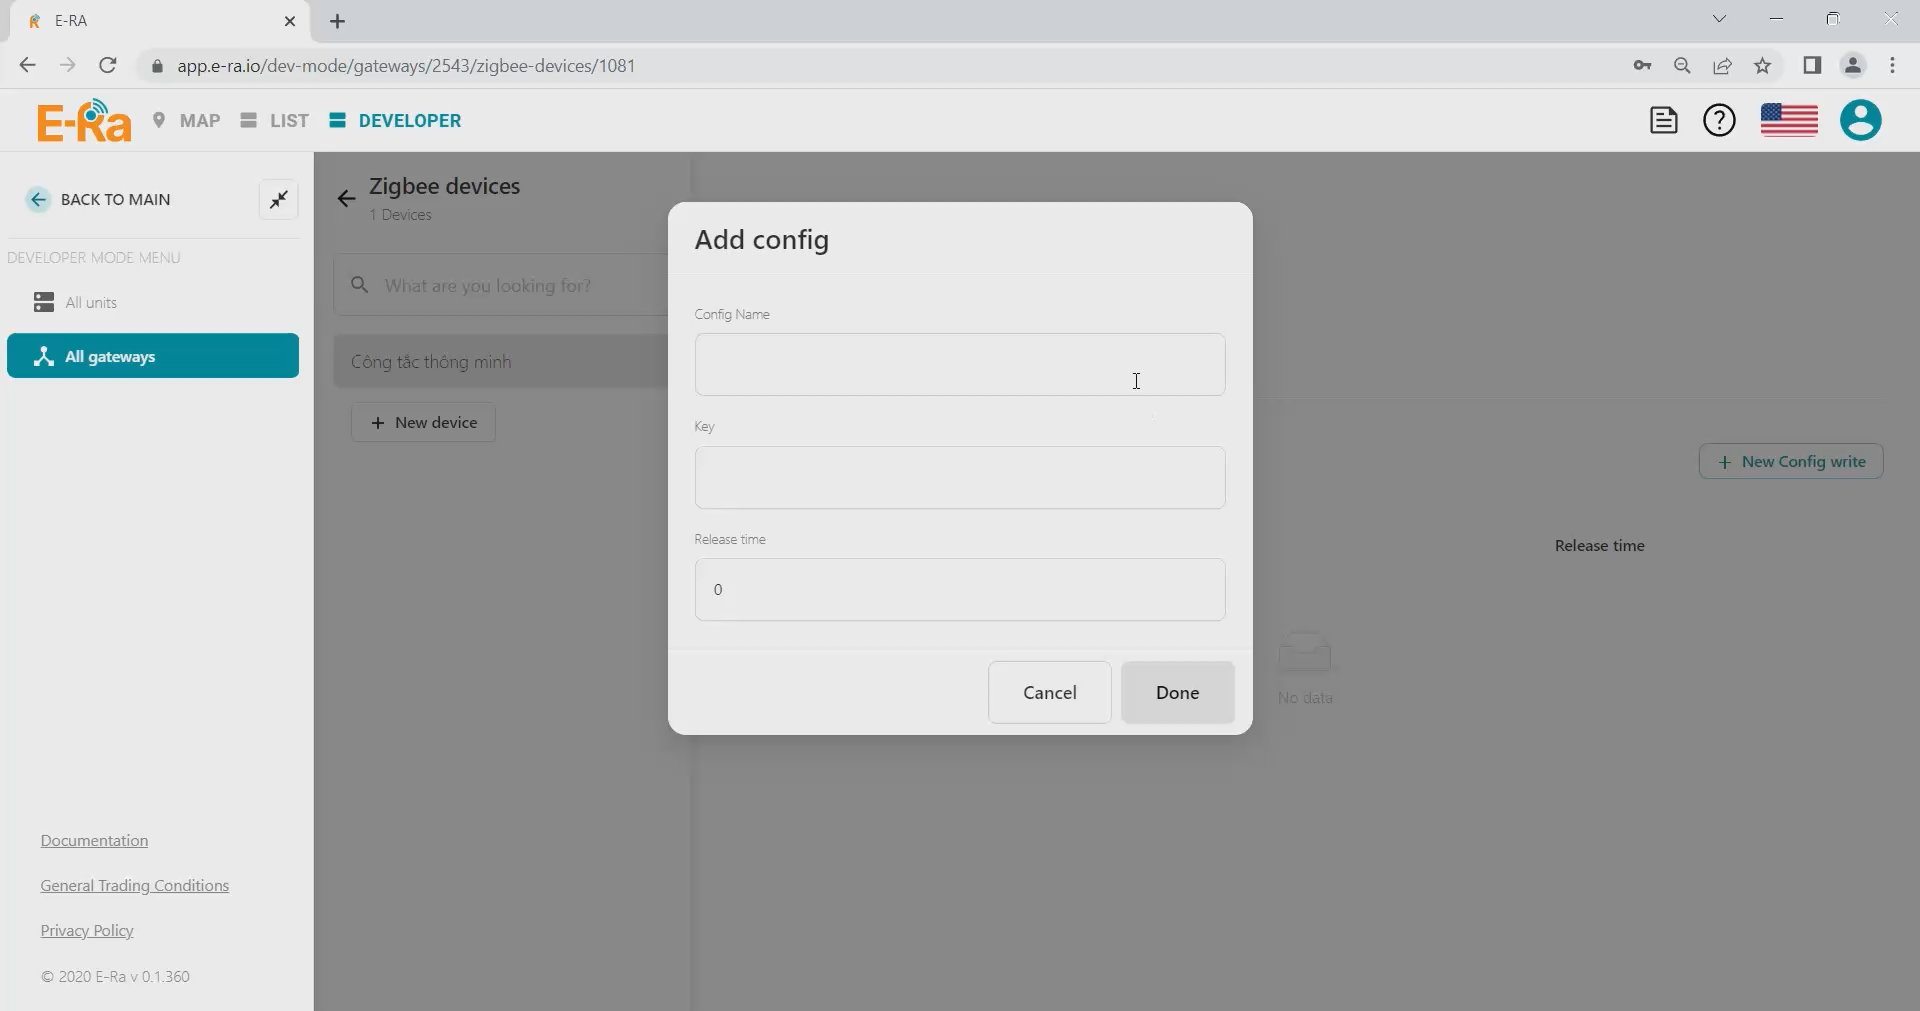 E-RA
app.e-ra.io/dev-mode/gateways/2543/zigbee-devices/1081
E-Ra
MAP
LIST
DEVELOPER
BACK TO MAIN
DEVELOPER MODE MENU
All units
All gateways
Documentation
General Trading Conditions
Privacy Policy
© 2020 E-Ra v 0.1.360
Zigbee devices
1 Devices
What are you looking for?
Công tắc thông minh
+ New device
Add config
Config Name
Key
Release time
0
Cancel
Done
+ New Config write
Release time
No data